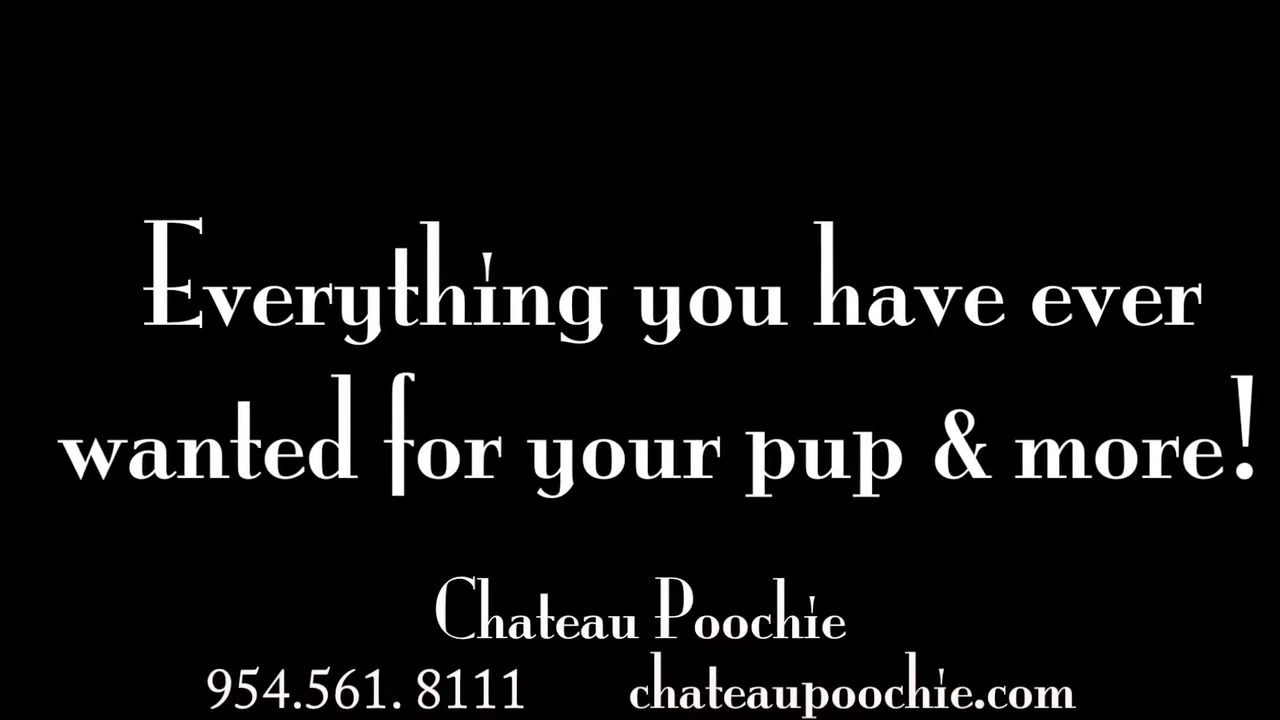 Everything you have ever
wanted for your pup & more!
Chateau Poochie
954.561. 8111 chateaupoochie.com